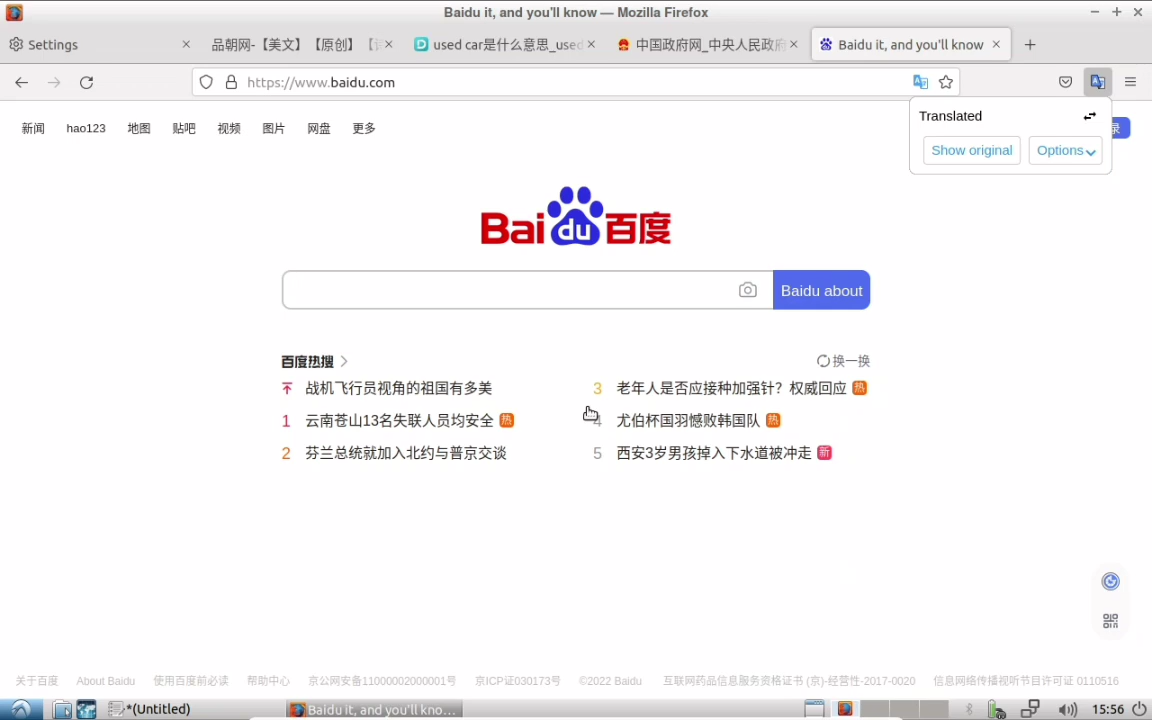 Baidu it, and you'll know — Mozilla Firefox
Settings
品朝网-【美文】【原创】
used car是什么意思_used
中国政府网_中央人民政府
Baidu it, and you'll know
https://www.baidu.com
Translated
Show original
Options
新闻 hao123 地图 贴吧 视频 图片 网盘 更多
录
Bai du 百度
Baidu about
百度热搜
换一换
战机飞行员视角的祖国有多美
1 云南苍山13名失联人员均安全 热
2 芬兰总统就加入北约与普京交谈
3 老年人是否应接种加强针？权威回应 热
4 尤伯杯国羽憾败韩国队 热
5 西安3岁男孩掉入下水道被冲走 新
关于百度 About Baidu 使用百度前必读 帮助中心 京公网安备11000002000001号 京ICP证030173号 ©2022 Baidu 互联网药品信息服务资格证书 (京)-经营性-2017-0020 信息网络传播视听节目许可证 0110516
*(Untitled)
Baidu it, and you'll kno...
15:56